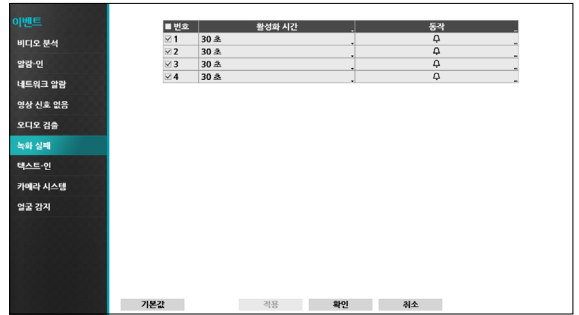 이벤트
비디오 분석
알람-인
네트워크 알람
영상 신호 없음
오디오 검출
녹화 실패
텍스트-인
카메라 시스템
얼굴 감지
번호 활성화 시간 동작
1 30 초
2 30 초
3 30 초
4 30 초
기본값 적용 확인 취소